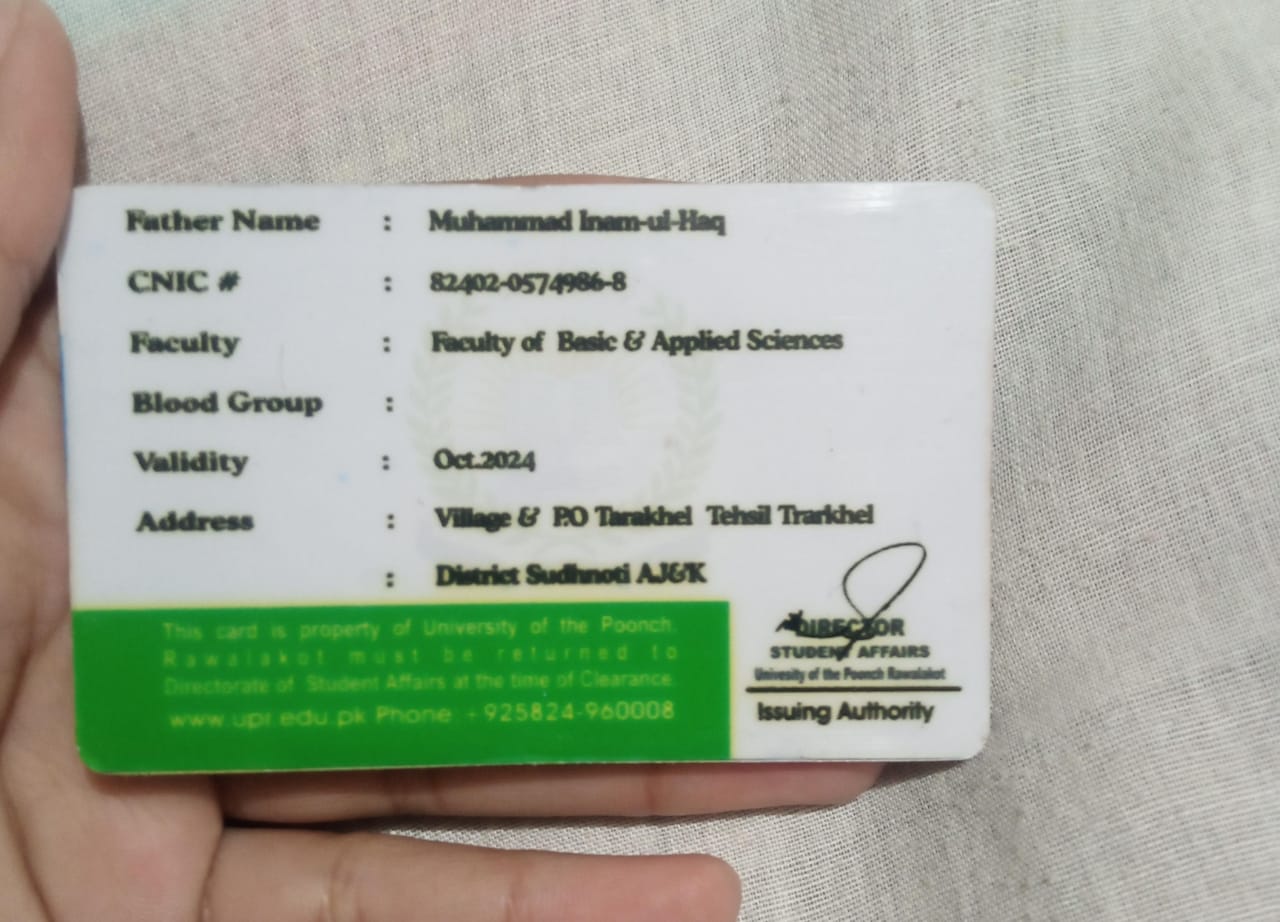 Father Name : Muhammad Inam-ul-Haq
CNIC # : 82402-0574986-8
Faculty : Faculty of Basic & Applied Sciences
Blood Group :
Validity : Oct.2024
Address : Village & P.O Tarakhel Tehsil Trarkhel
: District Sudhnoti AJ&K
This card is property of University of the Poonch.
Rawalakot must be returned to
Directorate of Student Affairs at the time of Clearance.
www.upr.edu.pk Phone +925824-960008
DIRECTOR
STUDENT AFFAIRS
Univesity of the Poonch Rawalakot
Issuing Authority